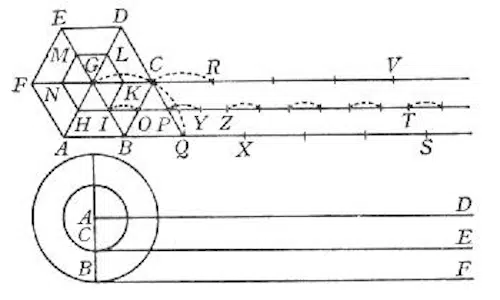 E D
M L
G C R V
F N K
H I O P Y Z T
A B Q X S
A D
C E
B F